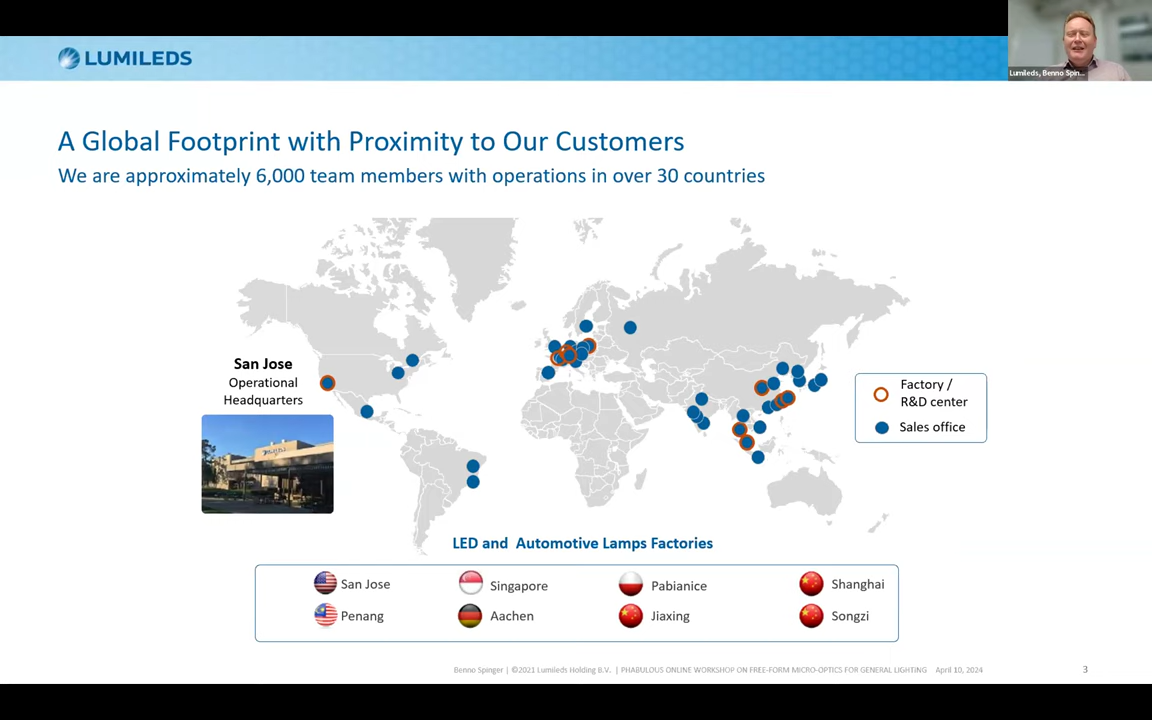 LUMILEDS
Lumileds, Benno Spin...
A Global Footprint with Proximity to Our Customers
We are approximately 6,000 team members with operations in over 30 countries
San Jose
Operational
Headquarters
Factory /
R&D center
Sales office
LED and Automotive Lamps Factories
San Jose
Singapore
Pabianice
Shanghai
Penang
Aachen
Jiaxing
Songzi
Benno Spinger | ©2021 Lumileds Holding B.V. | PHABULOUS ONLINE WORKSHOP ON FREE-FORM MICRO-OPTICS FOR GENERAL LIGHTING April 10, 2024 3